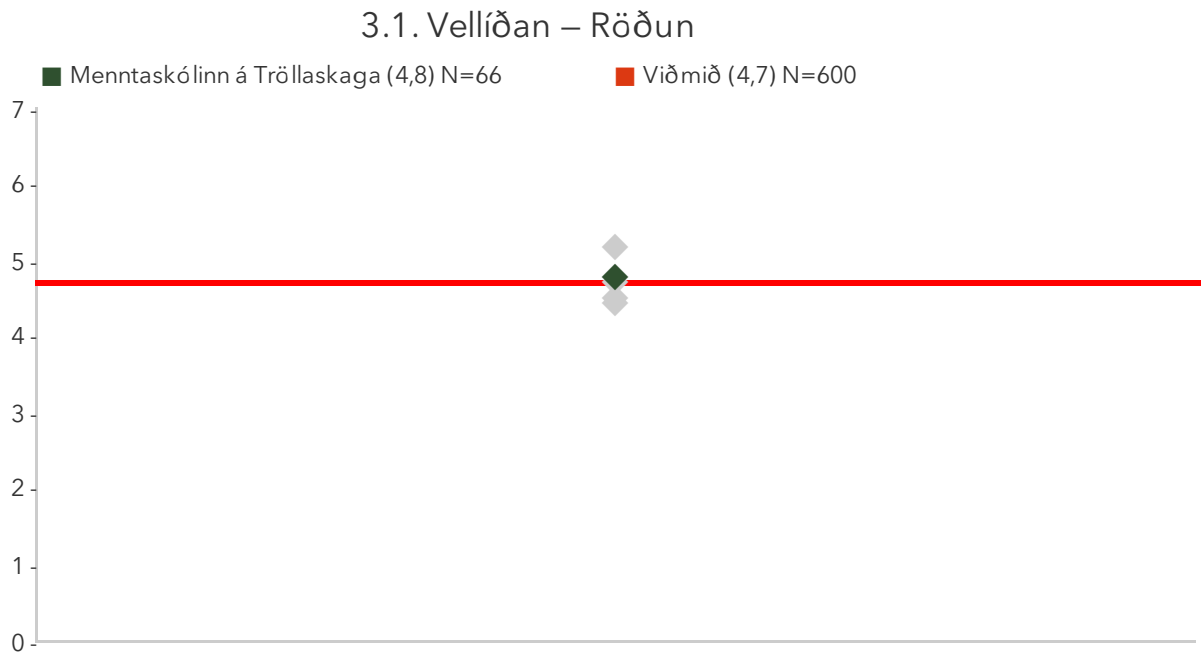 3.1. Vellíðan – Röðun
Menntaskólinn á Tröllaskaga (4,8) N=66
Viðmið (4,7) N=600
7
6
5
4
3
2
1
0